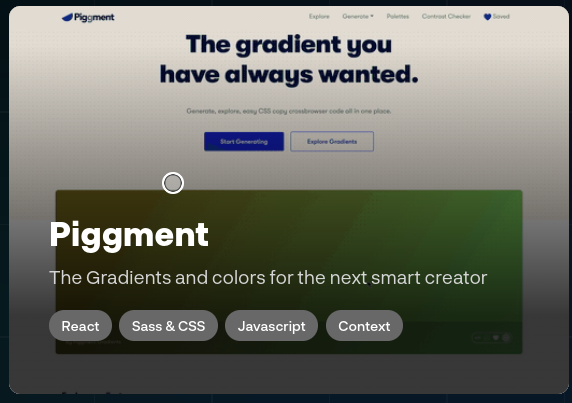 Piggment
Explore Generate Palettes Contrast Checker Saved
The gradient you
have always wanted.
Generate, explore, easy CSS copy crossbrowser code all in one place.
Start Generating Explore Gradients
Piggment
The Gradients and colors for the next smart creator
React Sass & CSS Javascript Context